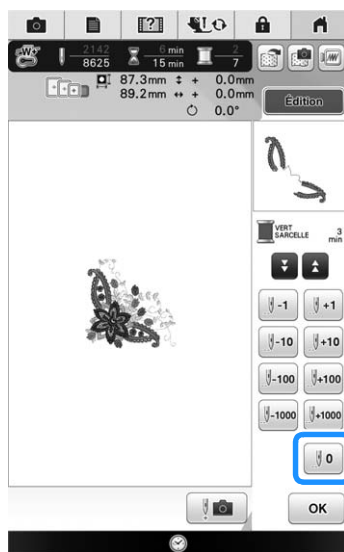 2142 6 min 2
8625 15 min 7
87.3mm + 0.0mm
89.2mm + 0.0mm
0.0°
Édition
VERT SARCELLE 3 min
-1 +1
-10 +10
-100 +100
-1000 +1000
0
OK